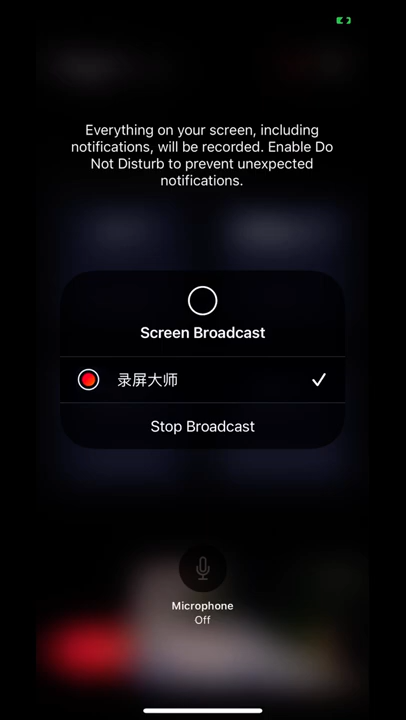 Everything on your screen, including
notifications, will be recorded. Enable Do
Not Disturb to prevent unexpected
notifications.
Screen Broadcast
录屏大师
Stop Broadcast
Microphone
Off